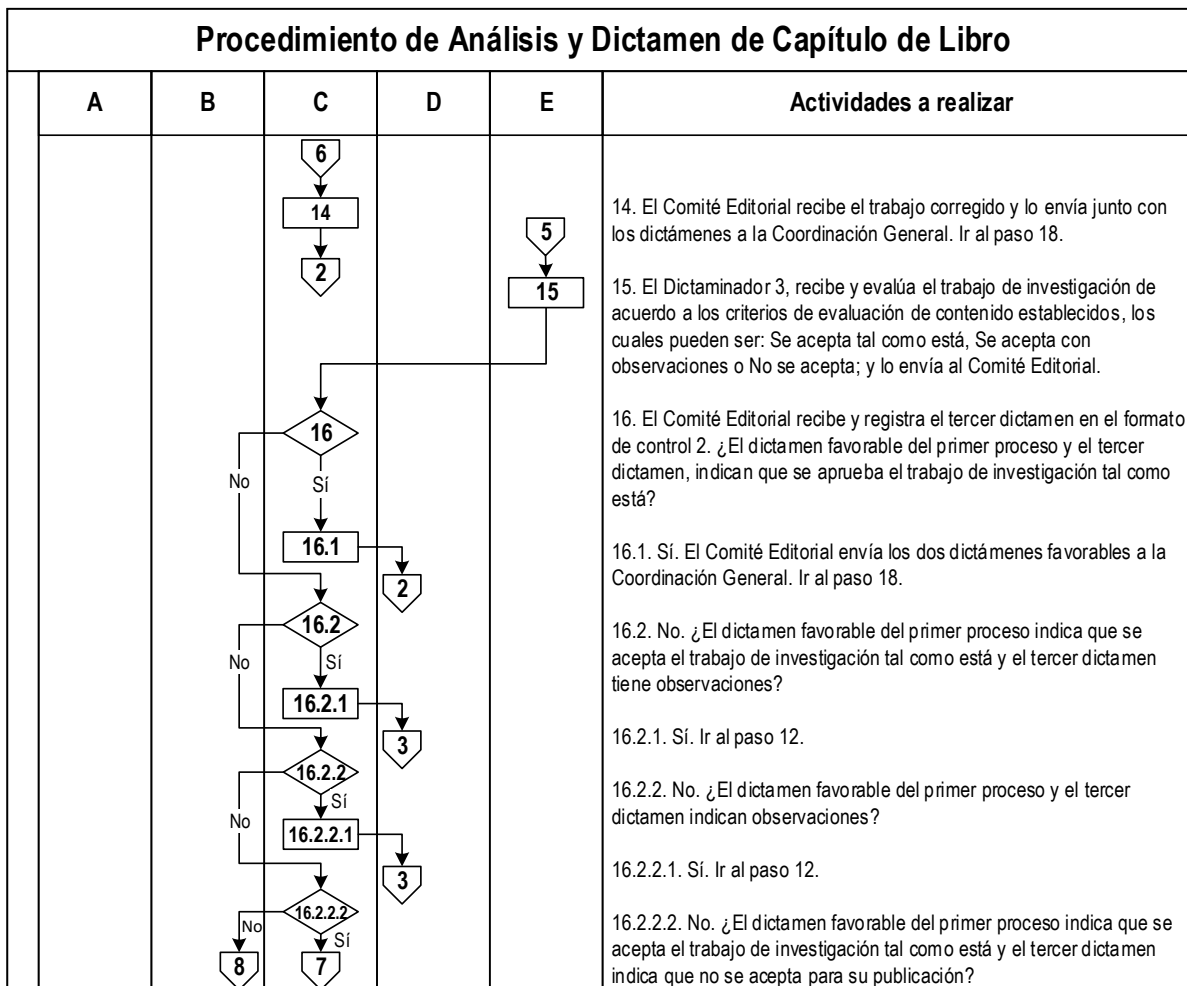 Procedimiento de Análisis y Dictamen de Capítulo de Libro
A B C D E Actividades a realizar
6
14
2
5
15
16
No
Sí
16.1
2
16.2
No
Sí
16.2.1
3
16.2.2
Sí
No
16.2.2.1
3
16.2.2.2
No
Sí
8
7
14. El Comité Editorial recibe el trabajo corregido y lo envía junto con
los dictámenes a la Coordinación General. Ir al paso 18.
15. El Dictaminador 3, recibe y evalúa el trabajo de investigación de
acuerdo a los criterios de evaluación de contenido establecidos, los
cuales pueden ser: Se acepta tal como está, Se acepta con
observaciones o No se acepta; y lo envía al Comité Editorial.
16. El Comité Editorial recibe y registra el tercer dictamen en el formato
de control 2. ¿El dictamen favorable del primer proceso y el tercer
dictamen, indican que se aprueba el trabajo de investigación tal como
está?
16.1. Sí. El Comité Editorial envía los dos dictámenes favorables a la
Coordinación General. Ir al paso 18.
16.2. No. ¿El dictamen favorable del primer proceso indica que se
acepta el trabajo de investigación tal como está y el tercer dictamen
tiene observaciones?
16.2.1. Sí. Ir al paso 12.
16.2.2. No. ¿El dictamen favorable del primer proceso y el tercer
dictamen indican observaciones?
16.2.2.1. Sí. Ir al paso 12.
16.2.2.2. No. ¿El dictamen favorable del primer proceso indica que se
acepta el trabajo de investigación tal como está y el tercer dictamen
indica que no se acepta para su publicación?